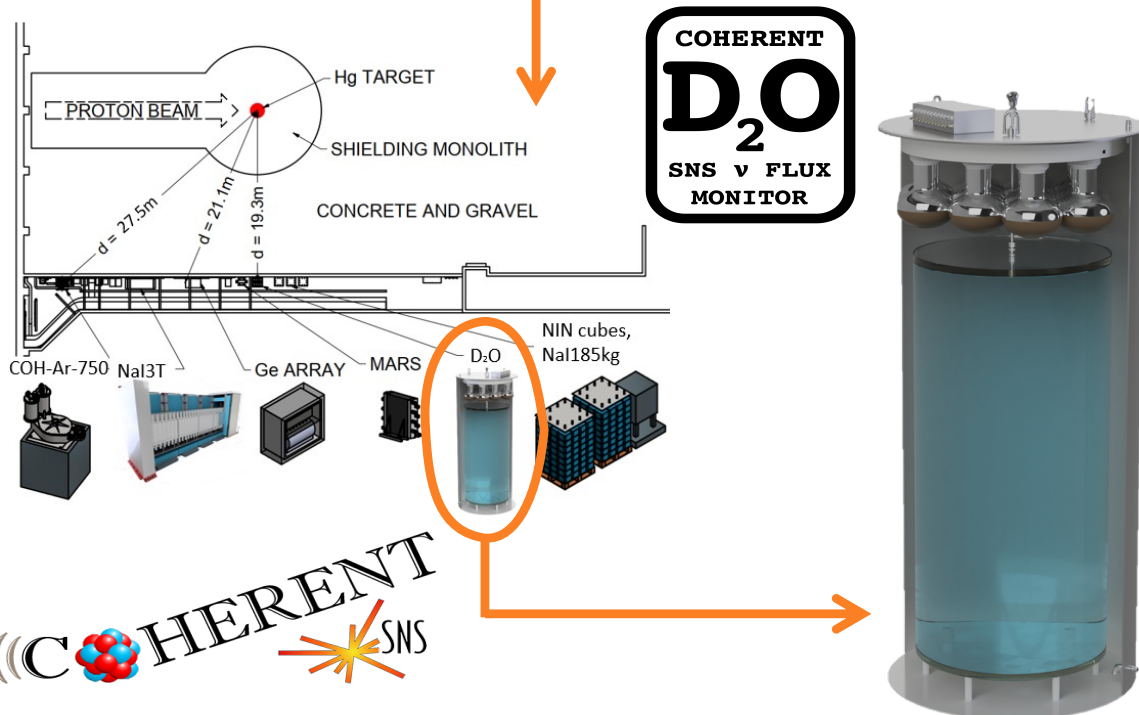 Hg TARGET
PROTON BEAM
SHIELDING MONOLITH
d = 27.5m
d = 21.1m
d = 19.3m
CONCRETE AND GRAVEL
COHERENT
D₂O
SNS ν FLUX
MONITOR
COH-Ar-750
NaI3T
Ge ARRAY
MARS
D₂O
NIN cubes,
NaI185kg
COHERENT
SNS